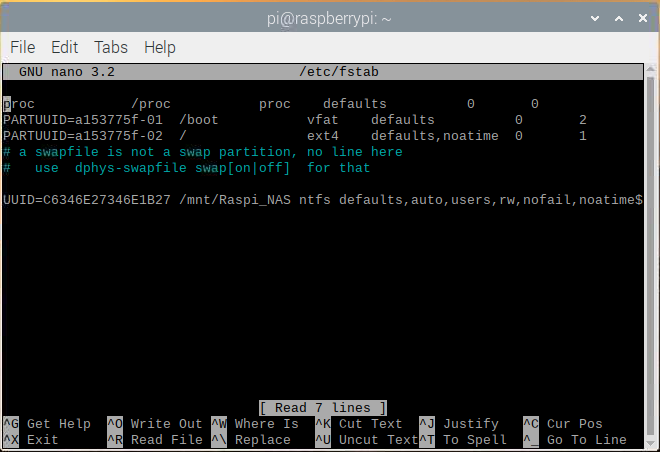 pi@raspberrypi: ~
File Edit Tabs Help
GNU nano 3.2 /etc/fstab
proc /proc proc defaults 0 0
PARTUUID=a153775f-01 /boot vfat defaults 0 2
PARTUUID=a153775f-02 / ext4 defaults,noatime 0 1
# a swapfile is not a swap partition, no line here
# use dphys-swapfile swap[on|off] for that
UUID=C6346E27346E1B27 /mnt/Raspi_NAS ntfs defaults,auto,users,rw,nofail,noatime$
[ Read 7 lines ]
^G Get Help ^O Write Out ^W Where Is ^K Cut Text ^J Justify ^C Cur Pos
^X Exit ^R Read File ^\ Replace ^U Uncut Text ^T To Spell ^_ Go To Line